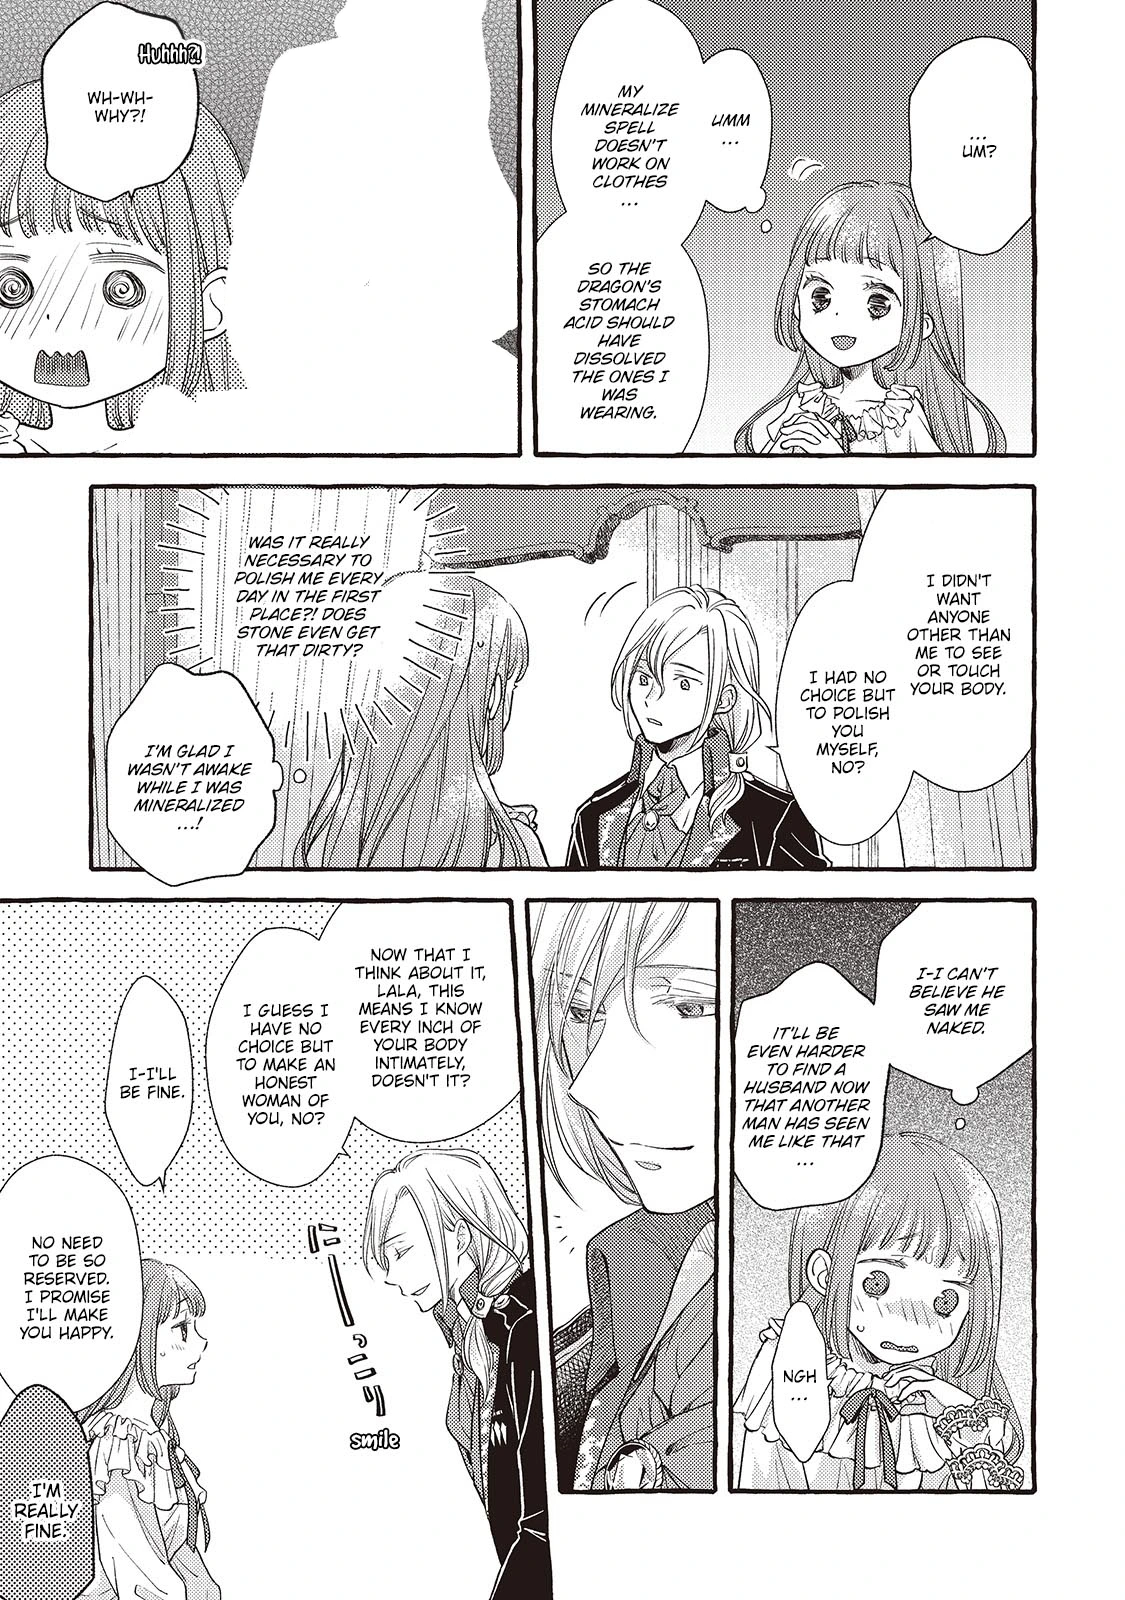 ...
UM?
UMM
...
MY
MINERALIZE
SPELL
DOESN'T
WORK ON
CLOTHES
...
SO THE
DRAGON'S
STOMACH
ACID SHOULD
HAVE
DISSOLVED
THE ONES I
WAS
WEARING.
Huhhh?!
WH-WH-
WHY?!
I DIDN'T
WANT
ANYONE
OTHER THAN
ME TO SEE
OR TOUCH
YOUR BODY.
I HAD NO
CHOICE BUT
TO POLISH
YOU
MYSELF,
NO?
WAS IT REALLY
NECESSARY TO
POLISH ME EVERY
DAY IN THE FIRST
PLACE?! DOES
STONE EVEN GET
THAT DIRTY?
I'M GLAD I
WASN'T AWAKE
WHILE I WAS
MINERALIZED
...!
I-I CAN'T
BELIEVE HE
SAW ME
NAKED.
IT'LL BE
EVEN HARDER
TO FIND A
HUSBAND NOW
THAT ANOTHER
MAN HAS SEEN
ME LIKE THAT
...
NGH
...
NOW THAT I
THINK ABOUT IT,
LALA, THIS
MEANS I KNOW
EVERY INCH OF
YOUR BODY
INTIMATELY,
DOESN'T IT?
I GUESS I
HAVE NO
CHOICE BUT
TO MAKE AN
HONEST
WOMAN OF
YOU, NO?
にーっこり
smile
I-I'LL
BE FINE.
NO NEED
TO BE SO
RESERVED.
I PROMISE
I'LL MAKE
YOU HAPPY.
I'M
REALLY
FINE.